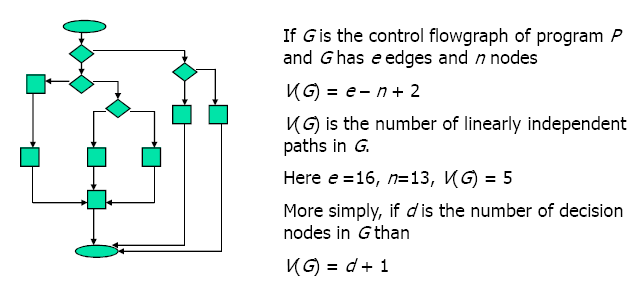 If G is the control flowgraph of program P
and G has e edges and n nodes
V(G) = e – n + 2
V(G) is the number of linearly independent
paths in G.
Here e =16, n=13, V(G) = 5
More simply, if d is the number of decision
nodes in G than
V(G) = d + 1